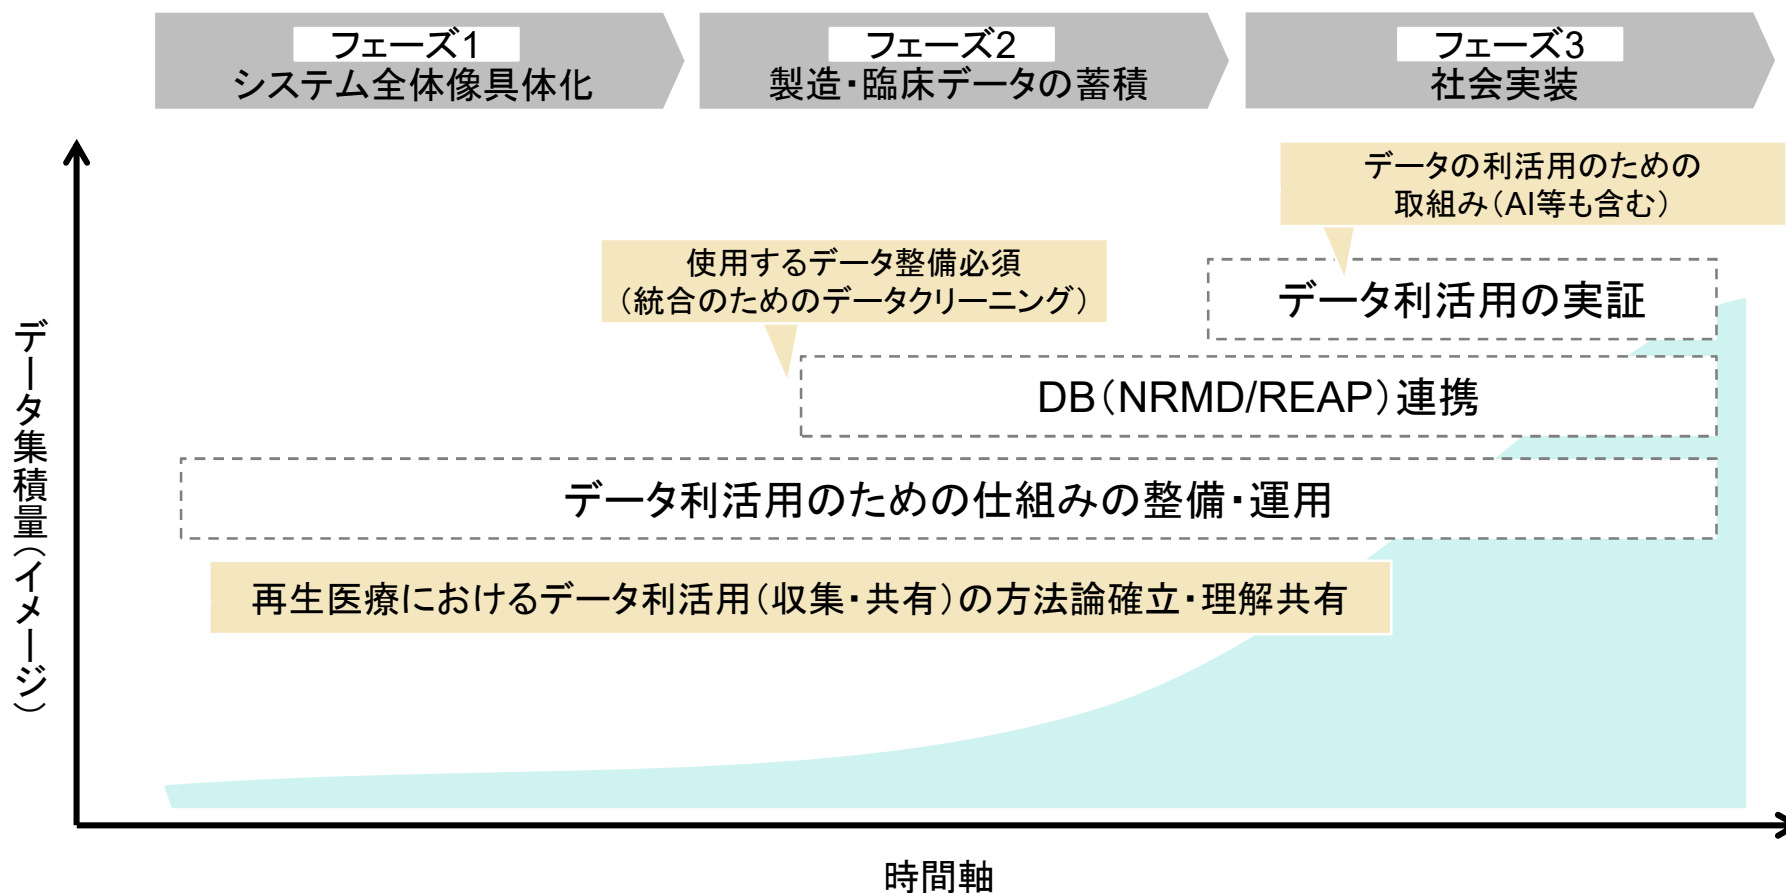 フェーズ1
システム全体像具体化
フェーズ2
製造・臨床データの蓄積
フェーズ3
社会実装
データの利活用のための
取組み（AI等も含む）
使用するデータ整備必須
（統合のためのデータクリーニング）
データ利活用の実証
DB（NRMD/REAP）連携
データ利活用のための仕組みの整備・運用
再生医療におけるデータ利活用（収集・共有）の方法論確立・理解共有
データ集積量（イメージ）
時間軸